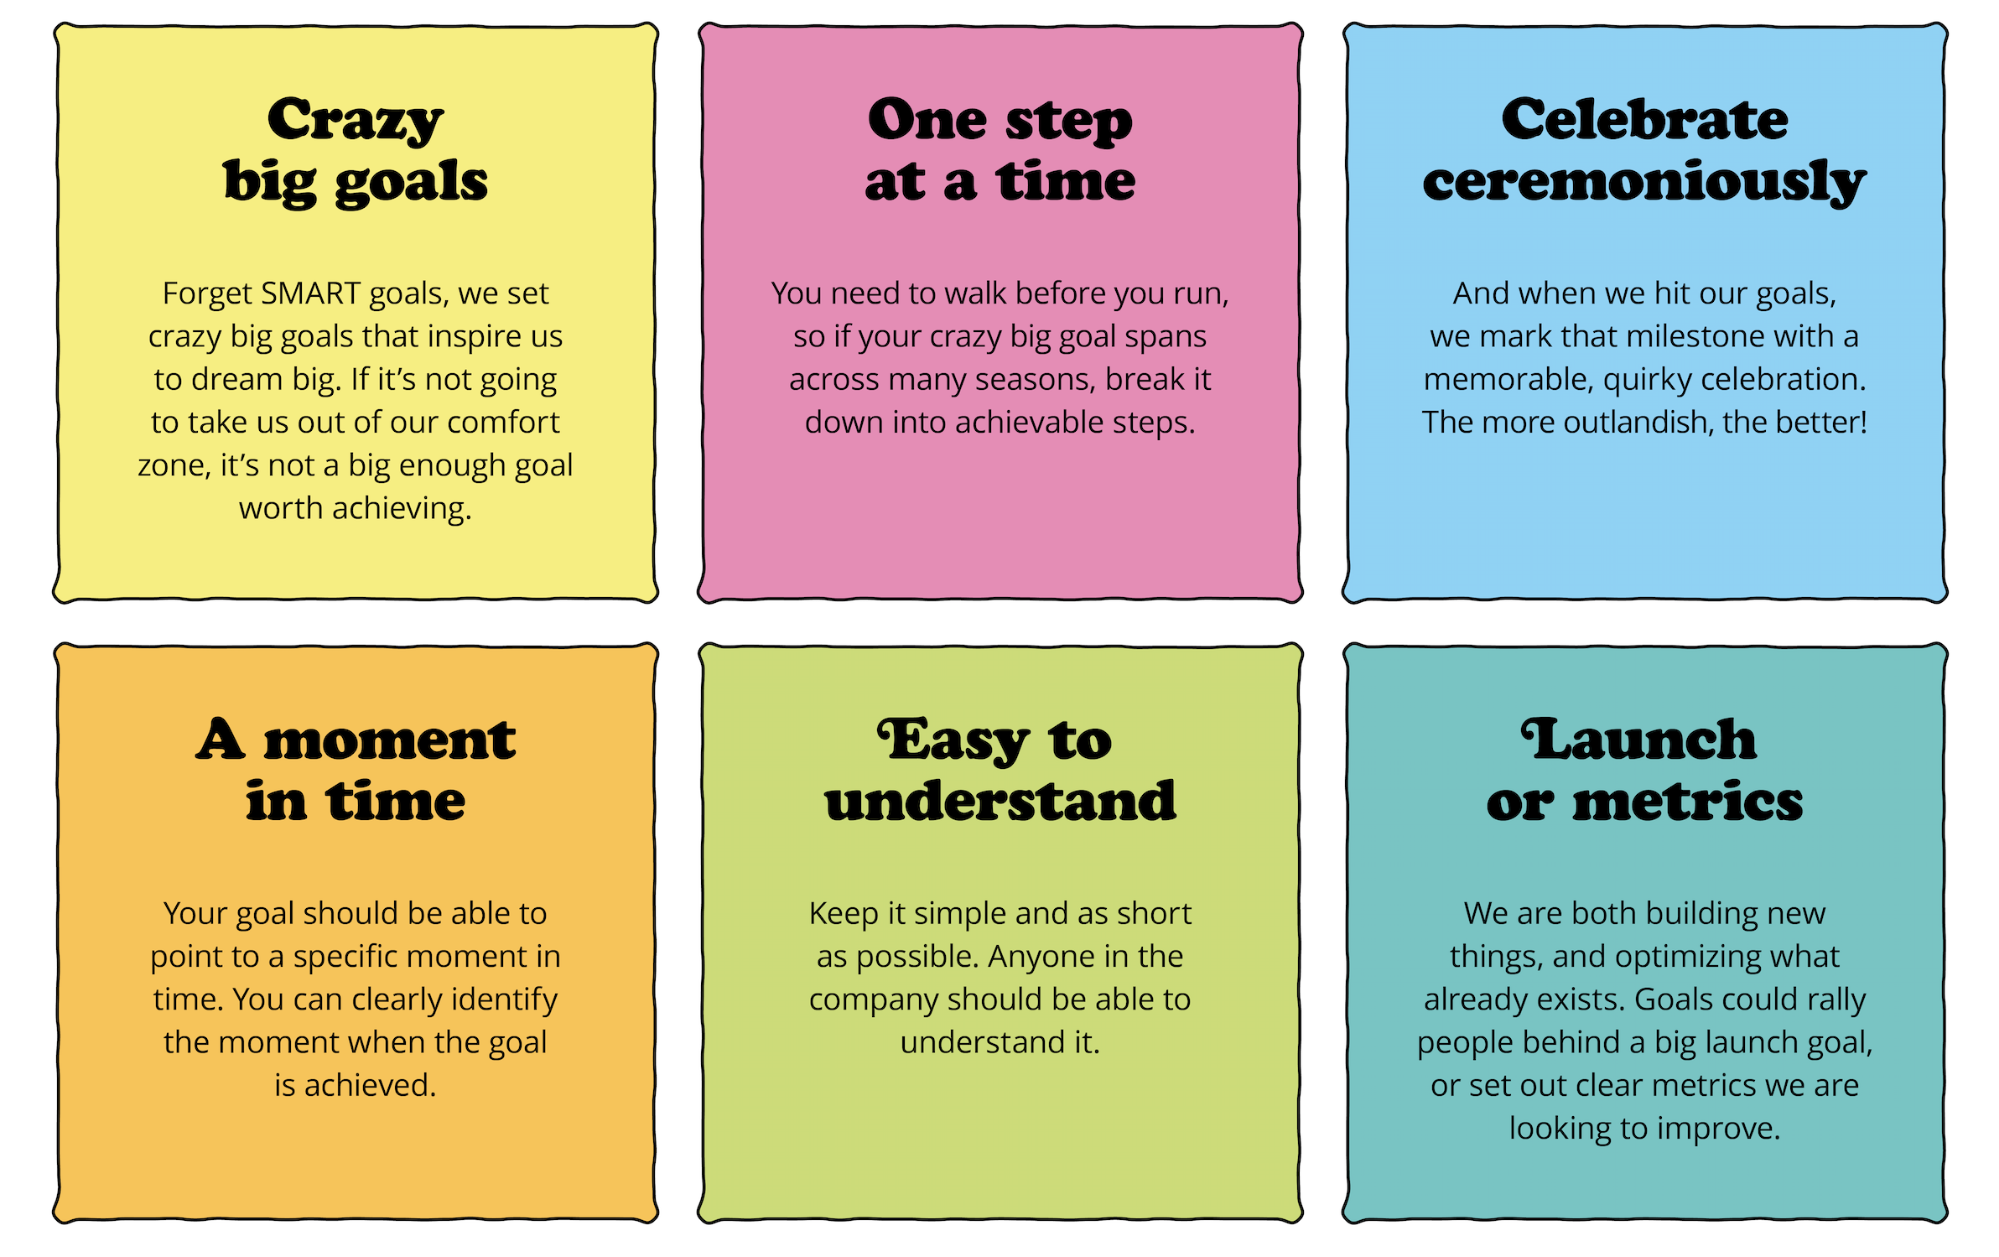 Crazy
big goals
Forget SMART goals, we set
crazy big goals that inspire us
to dream big. If it’s not going
to take us out of our comfort
zone, it’s not a big enough goal
worth achieving.
One step
at a time
You need to walk before you run,
so if your crazy big goal spans
across many seasons, break it
down into achievable steps.
Celebrate
ceremoniously
And when we hit our goals,
we mark that milestone with a
memorable, quirky celebration.
The more outlandish, the better!
A moment
in time
Your goal should be able to
point to a specific moment in
time. You can clearly identify
the moment when the goal
is achieved.
Easy to
understand
Keep it simple and as short
as possible. Anyone in the
company should be able to
understand it.
Launch
or metrics
We are both building new
things, and optimizing what
already exists. Goals could rally
people behind a big launch goal,
or set out clear metrics we are
looking to improve.